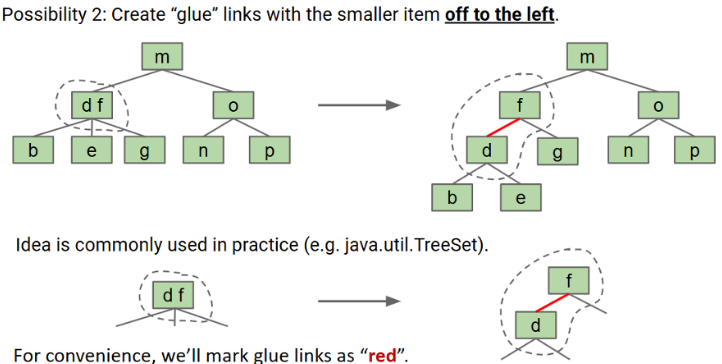 Possibility 2: Create “glue” links with the smaller item off to the left.
m
m
d f
o
f
o
b
e
g
n
p
d
g
n
p
b
e
Idea is commonly used in practice (e.g. java.util.TreeSet).
d f
f
d
For convenience, we’ll mark glue links as “red”.